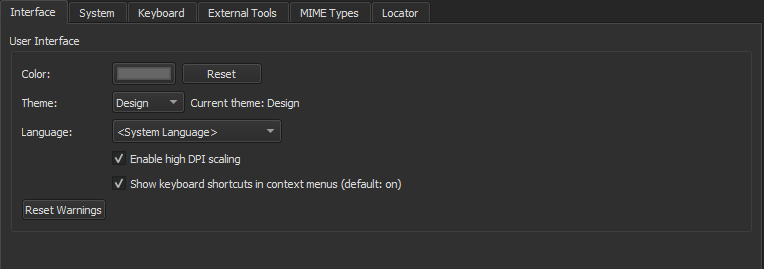 Interface System Keyboard External Tools MIME Types Locator
User Interface
Color: Reset
Theme: Design Current theme: Design
Language: <System Language>
Enable high DPI scaling
Show keyboard shortcuts in context menus (default: on)
Reset Warnings